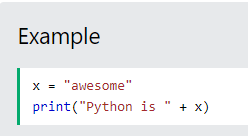 Example
x = "awesome"
print("Python is " + x)